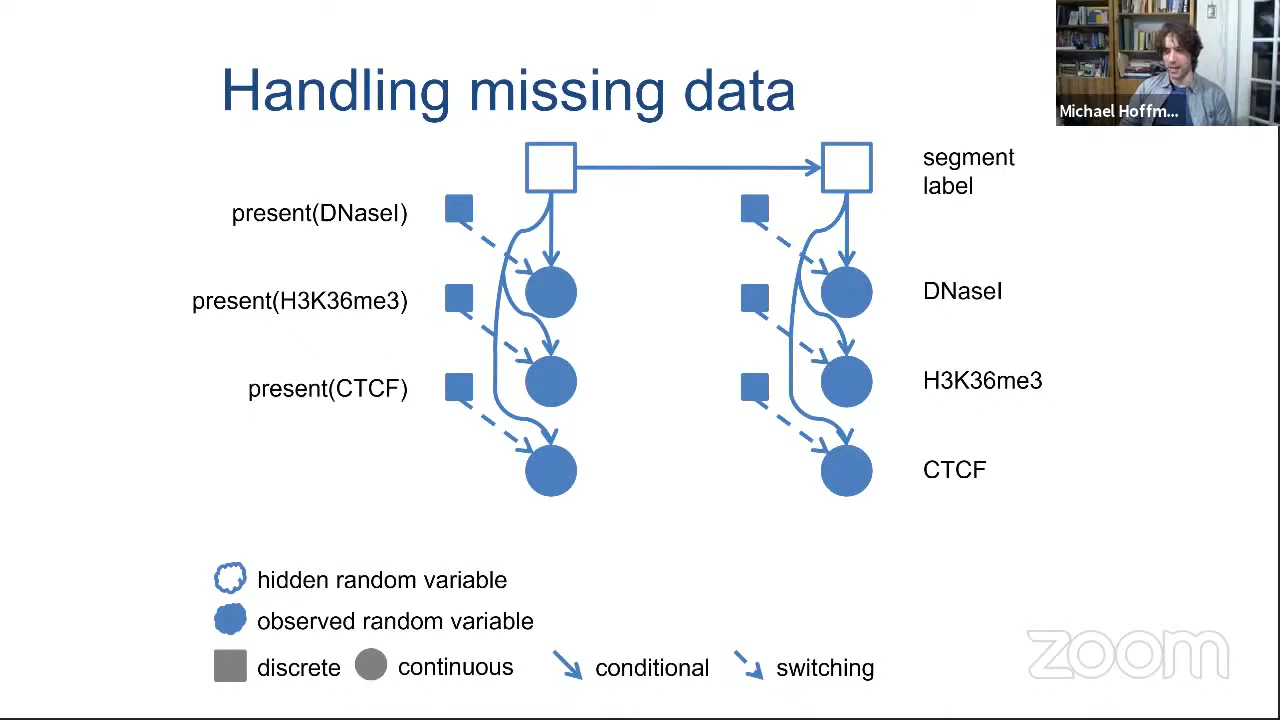 Handling missing data
Michael Hoffm...
segment
label
present(DNaseI)
DNaseI
present(H3K36me3)
H3K36me3
present(CTCF)
CTCF
hidden random variable
observed random variable
discrete continuous conditional switching
zoom